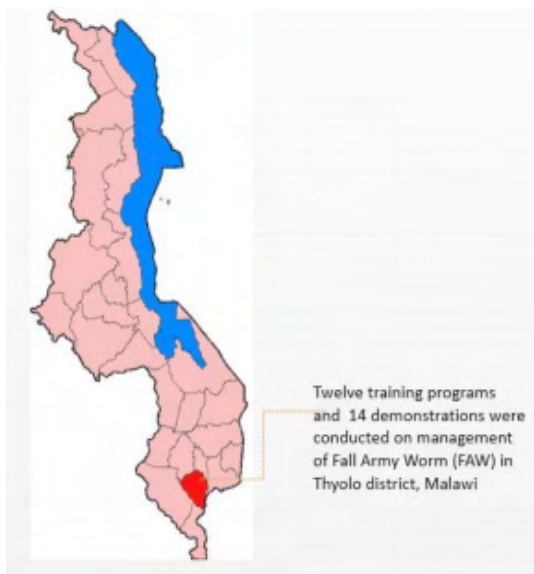 Twelve training programs
and 14 demonstrations were
conducted on management
of Fall Army Worm (FAW) in
Thyolo district, Malawi